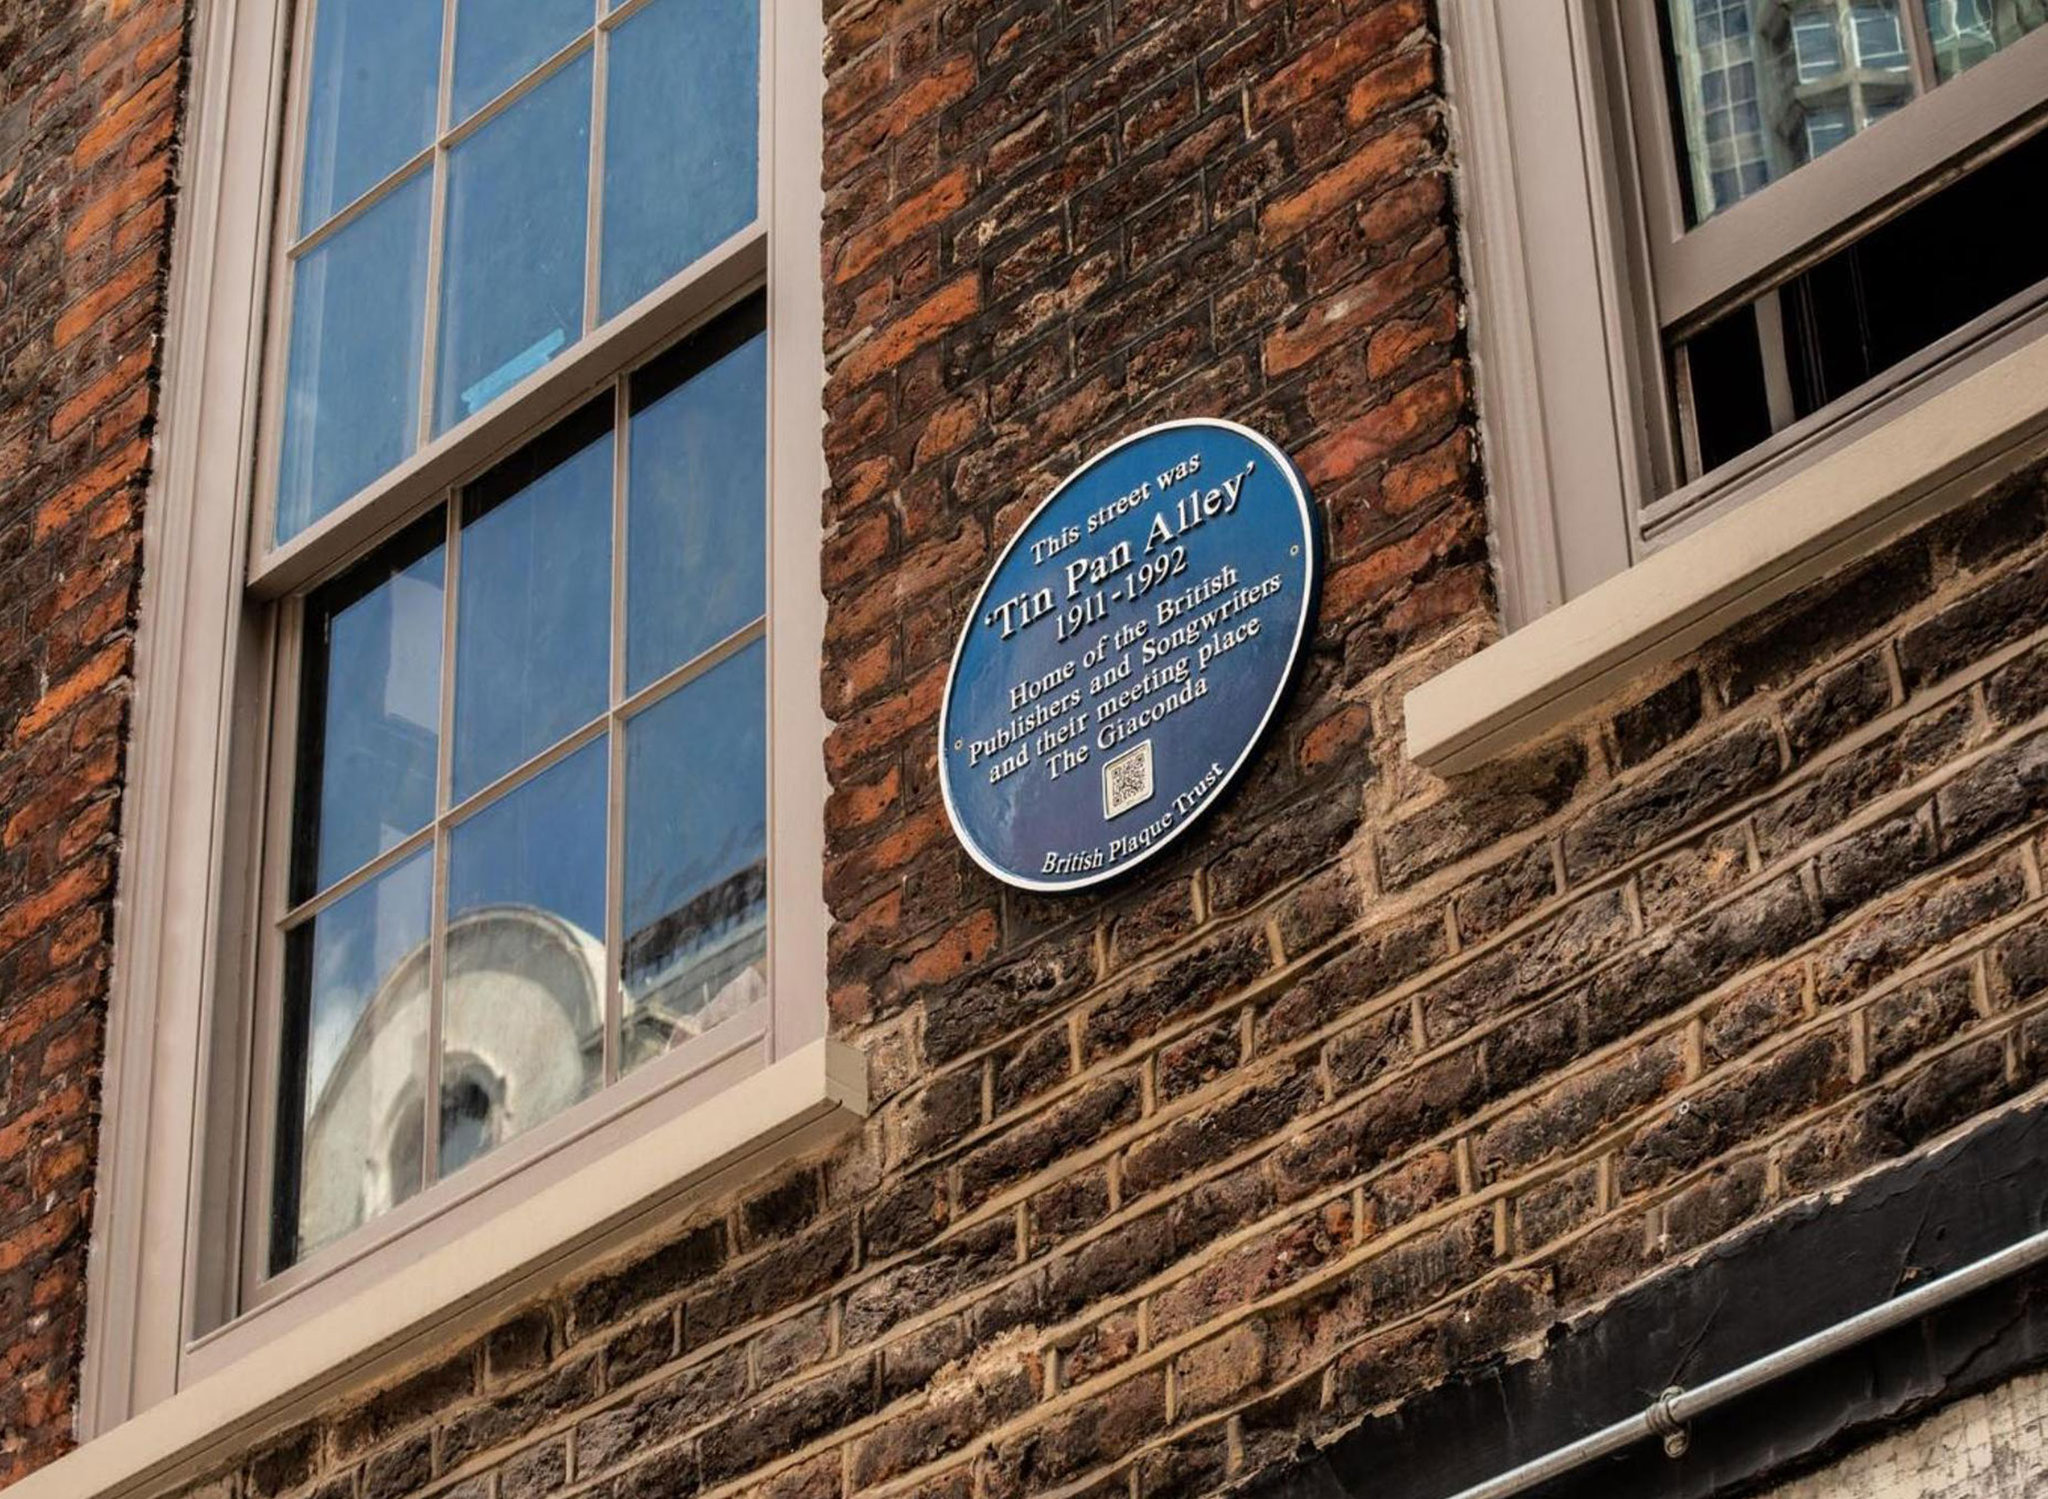 This street was
'Tin Pan Alley'
1911-1992
Home of the British
Publishers and Songwriters
and their meeting place
The Giaconda
British Plaque Trust